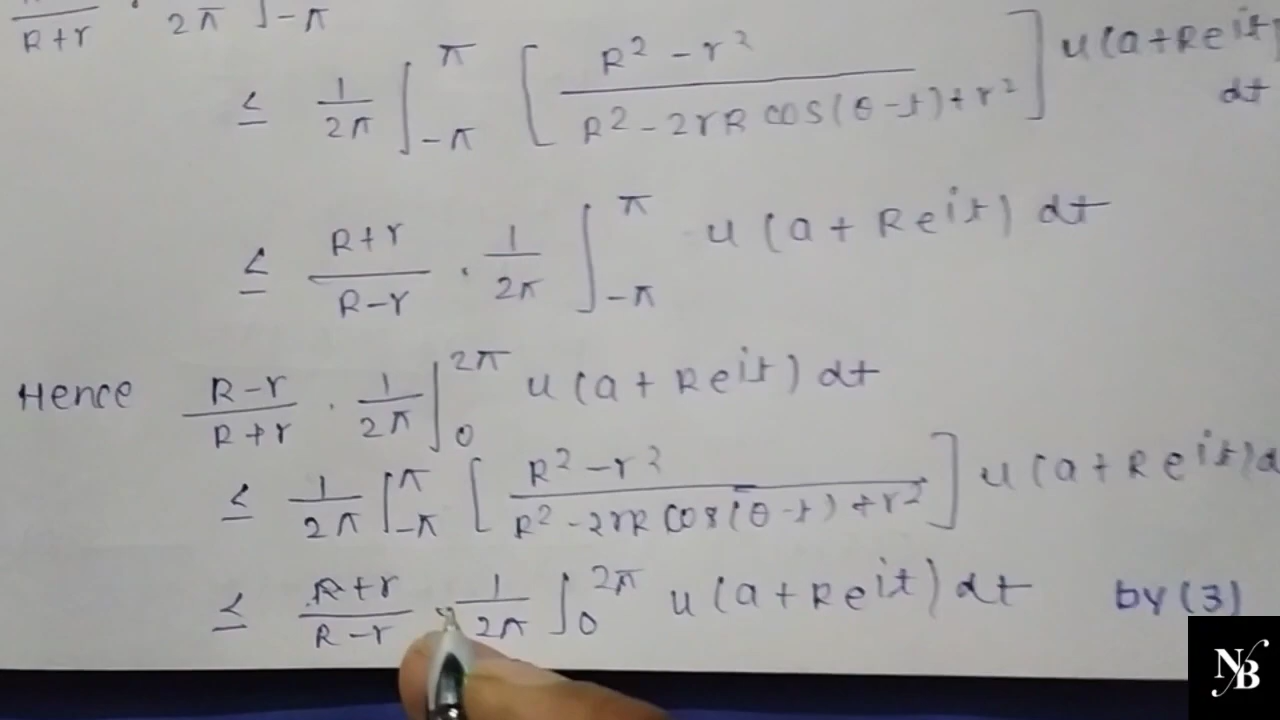 R+r · 2π ∫-π
≤ 1/2π ∫-π^π [ R² - r² / R² - 2rR cos(θ-t) + r² ] u(a+Re^it)
dt
≤ R+r/R-r · 1/2π ∫-π^π u(a+Re^it) dt
Hence R-r/R+r · 1/2π ∫0^2π u(a+Re^it) dt
≤ 1/2π ∫-π^π [ R² - r² / R² - 2rR cos(θ-t) + r² ] u(a+Re^it)d
≤ R+r/R-r · 1/2π ∫0^2π u(a+Re^it) dt by (3)
NB